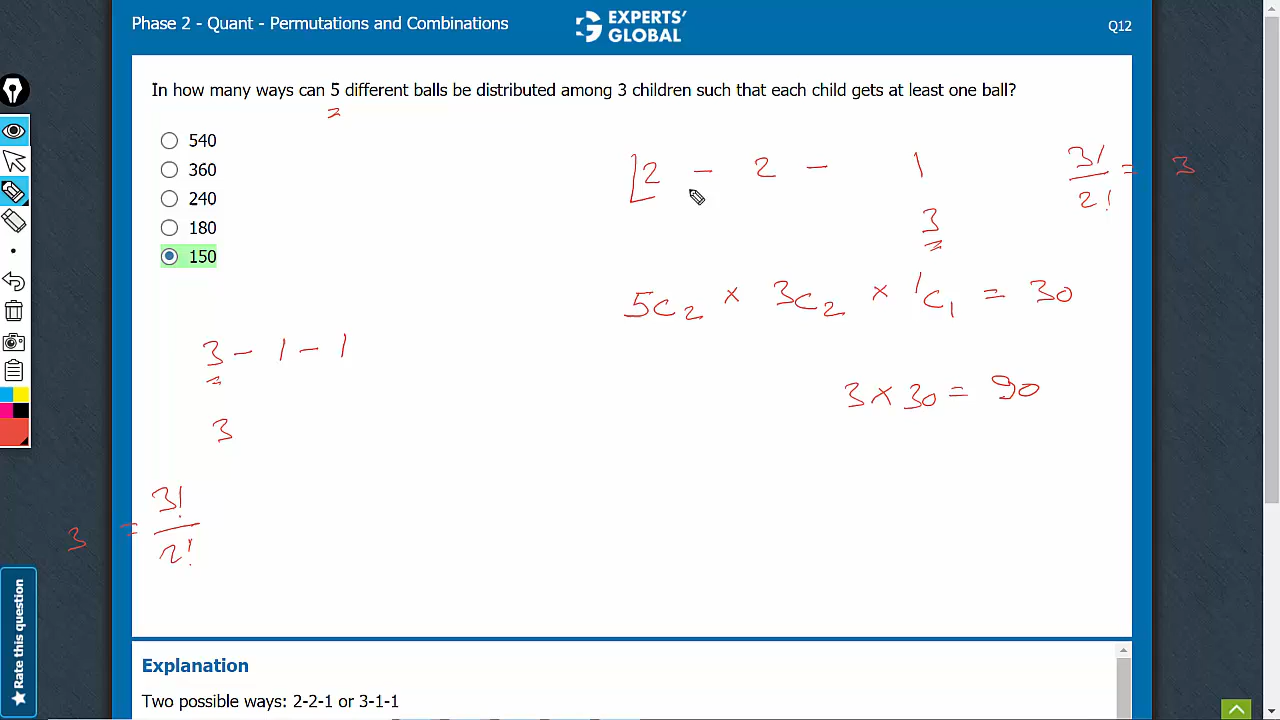 Phase 2 - Quant - Permutations and Combinations
EXPERTS'
GLOBAL
Q12
In how many ways can 5 different balls be distributed among 3 children such that each child gets at least one ball?
540
360
240
180
150
2 - 2 - 1
3!/2! = 3
3
5C2 × 3C2 × 1C1 = 30
3 × 30 = 90
3 - 1 - 1
3
3 = 3!/2!
Rate this question
Explanation
Two possible ways: 2-2-1 or 3-1-1